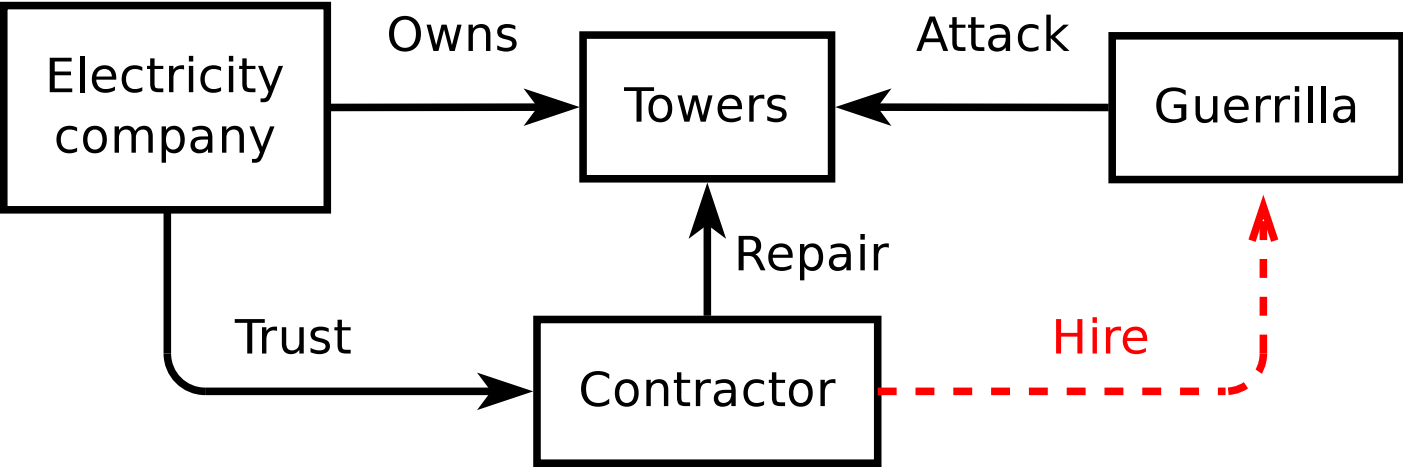 Owns
Attack
Electricity
company
Towers
Guerrilla
Repair
Trust
Hire
Contractor